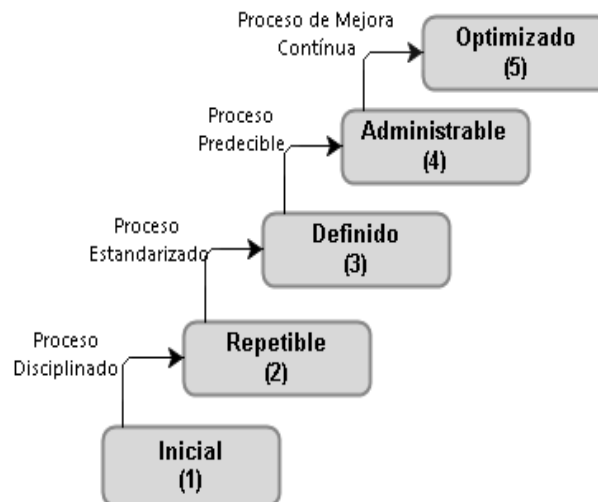 Proceso de Mejora
Contínua
Optimizado
(5)
Proceso
Predecible
Administrable
(4)
Proceso
Estandarizado
Definido
(3)
Proceso
Disciplinado
Repetible
(2)
Inicial
(1)